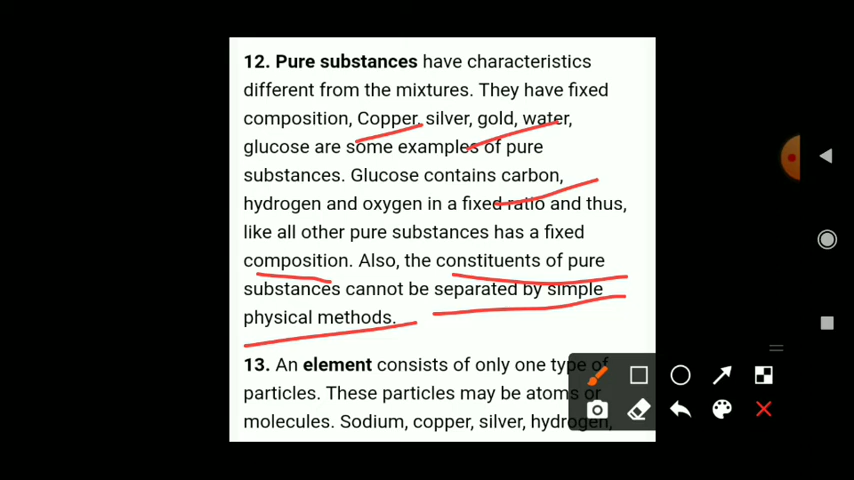 12. Pure substances have characteristics
different from the mixtures. They have fixed
composition, Copper, silver, gold, water,
glucose are some examples of pure
substances. Glucose contains carbon,
hydrogen and oxygen in a fixed ratio and thus,
like all other pure substances has a fixed
composition. Also, the constituents of pure
substances cannot be separated by simple
physical methods.
13. An element consists of only one type of
particles. These particles may be atoms or
molecules. Sodium, copper, silver, hydrogen,